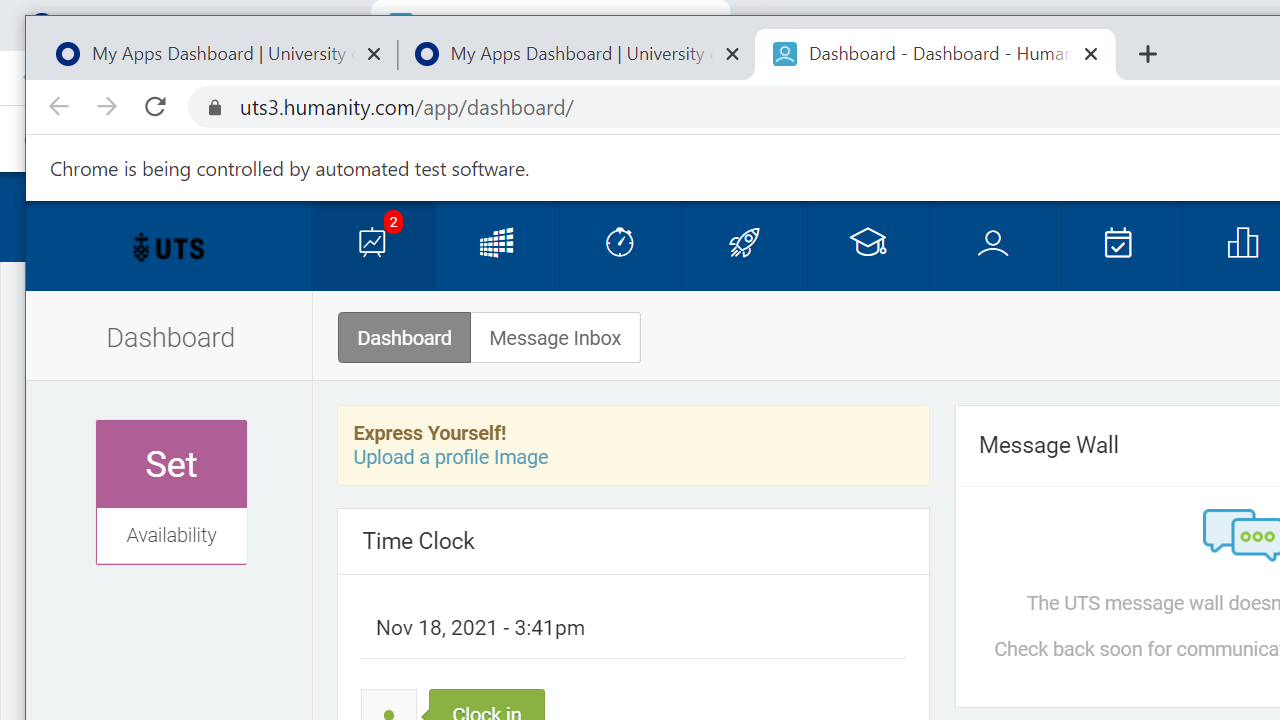 My Apps Dashboard | University
My Apps Dashboard | University
Dashboard - Dashboard - Human
uts3.humanity.com/app/dashboard/
Chrome is being controlled by automated test software.
UTS
2
Dashboard
Dashboard
Message Inbox
Set
Availability
Express Yourself!
Upload a profile Image
Message Wall
Time Clock
The UTS message wall doesn
Check back soon for communica
Nov 18, 2021 - 3:41pm
Clock in